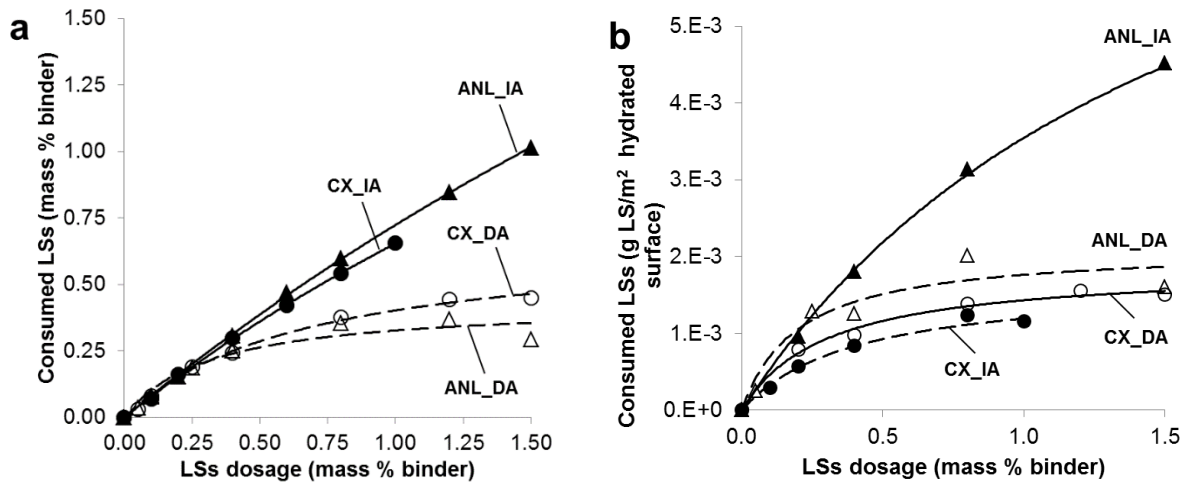 a
1.50
1.25
1.00
0.75
0.50
0.25
0.00
Consumed LSs (mass % binder)
ANL_IA
CX_IA
CX_DA
ANL_DA
0.00 0.25 0.50 0.75 1.00 1.25 1.50
LSs dosage (mass % binder)
b
5.E-3
4.E-3
3.E-3
2.E-3
1.E-3
0.E+0
Consumed LSs (g LS/m² hydrated
surface)
ANL_IA
ANL_DA
CX_DA
CX_IA
0.0 0.5 1.0 1.5
LSs dosage (mass % binder)